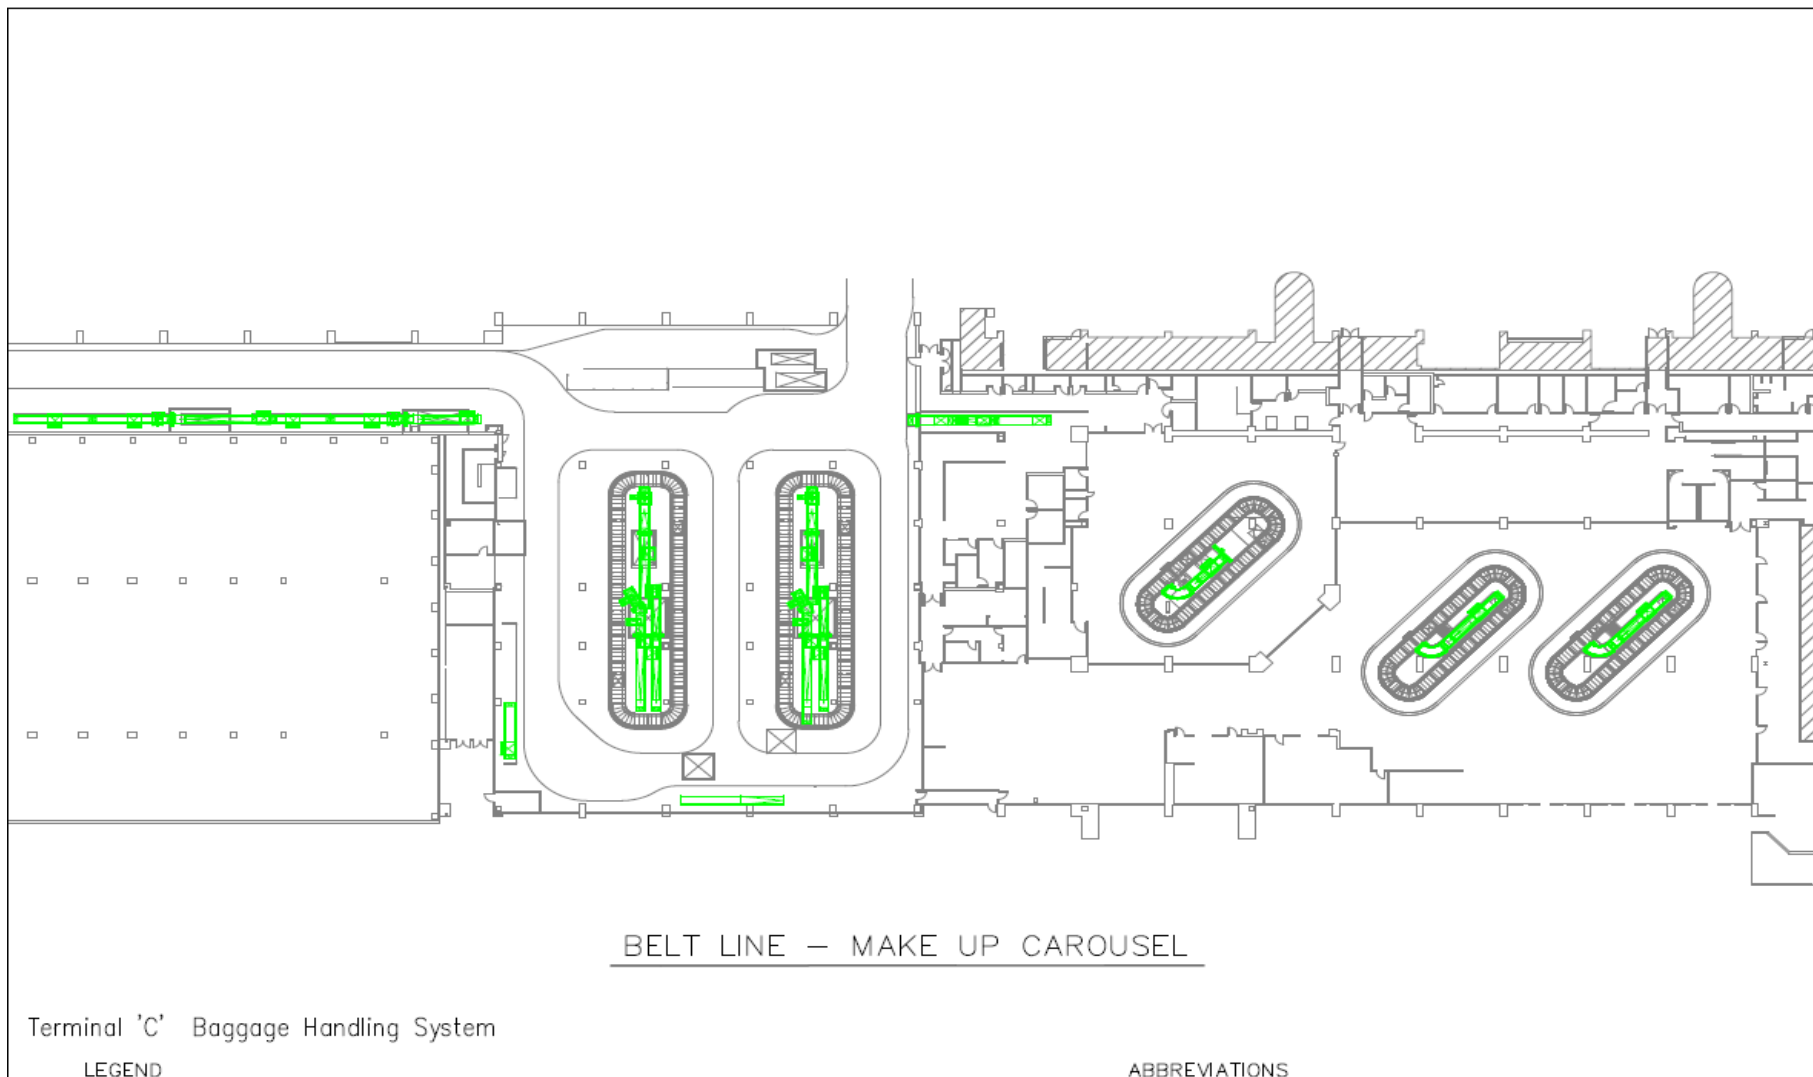 BELT LINE – MAKE UP CAROUSEL
Terminal 'C' Baggage Handling System
LEGEND
ABBREVIATIONS